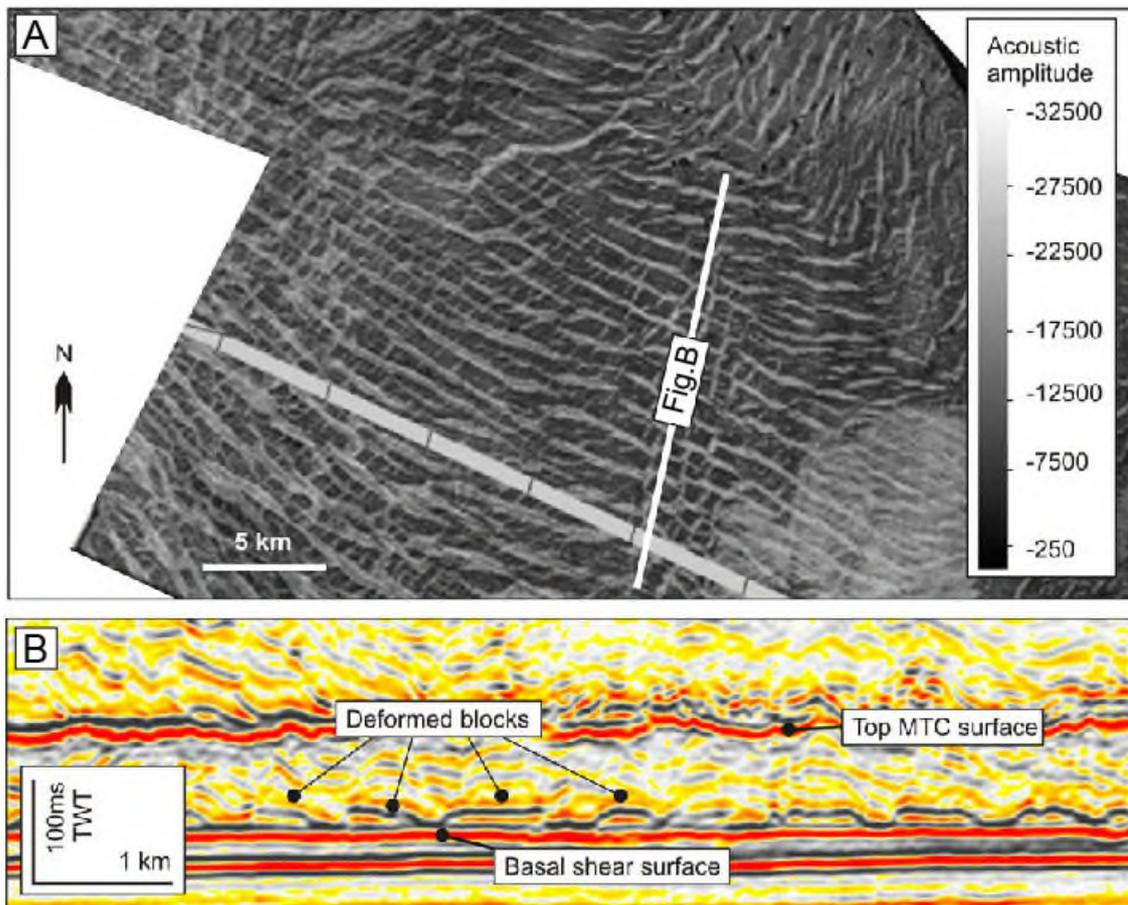 A
Acoustic
amplitude
-32500
-27500
-22500
-17500
-12500
-7500
-250
N
5 km
Fig.B
B
Deformed blocks
Top MTC surface
100ms
TWT
1 km
Basal shear surface